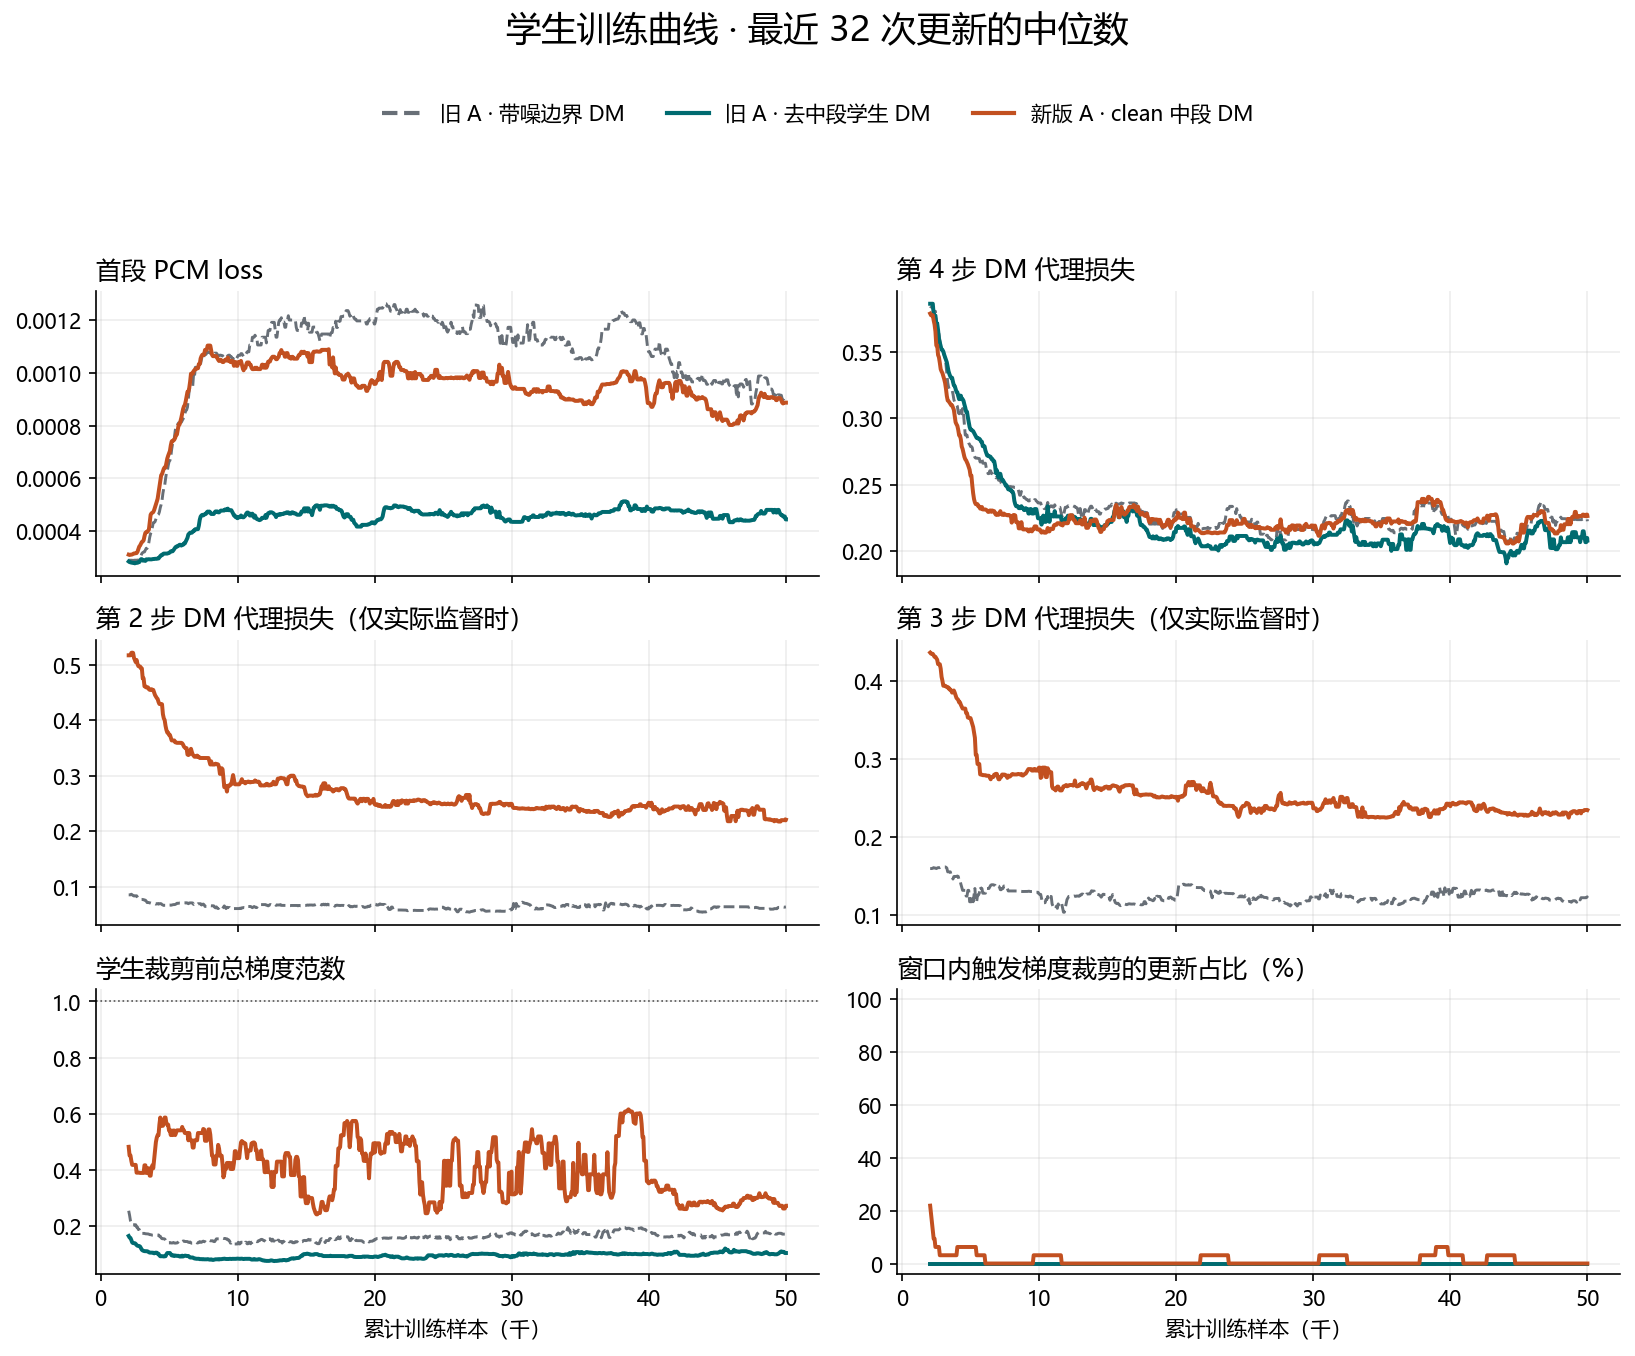 学生训练曲线 · 最近 32 次更新的中位数
旧 A · 带噪边界 DM
旧 A · 去中段学生 DM
新版 A · clean 中段 DM
首段 PCM loss
0.0012
0.0010
0.0008
0.0006
0.0004
第 4 步 DM 代理损失
0.35
0.30
0.25
0.20
第 2 步 DM 代理损失（仅实际监督时）
0.5
0.4
0.3
0.2
0.1
第 3 步 DM 代理损失（仅实际监督时）
0.4
0.3
0.2
0.1
学生裁剪前总梯度范数
1.0
0.8
0.6
0.4
0.2
0 10 20 30 40 50
累计训练样本（千）
窗口内触发梯度裁剪的更新占比（%）
100
80
60
40
20
0
0 10 20 30 40 50
累计训练样本（千）